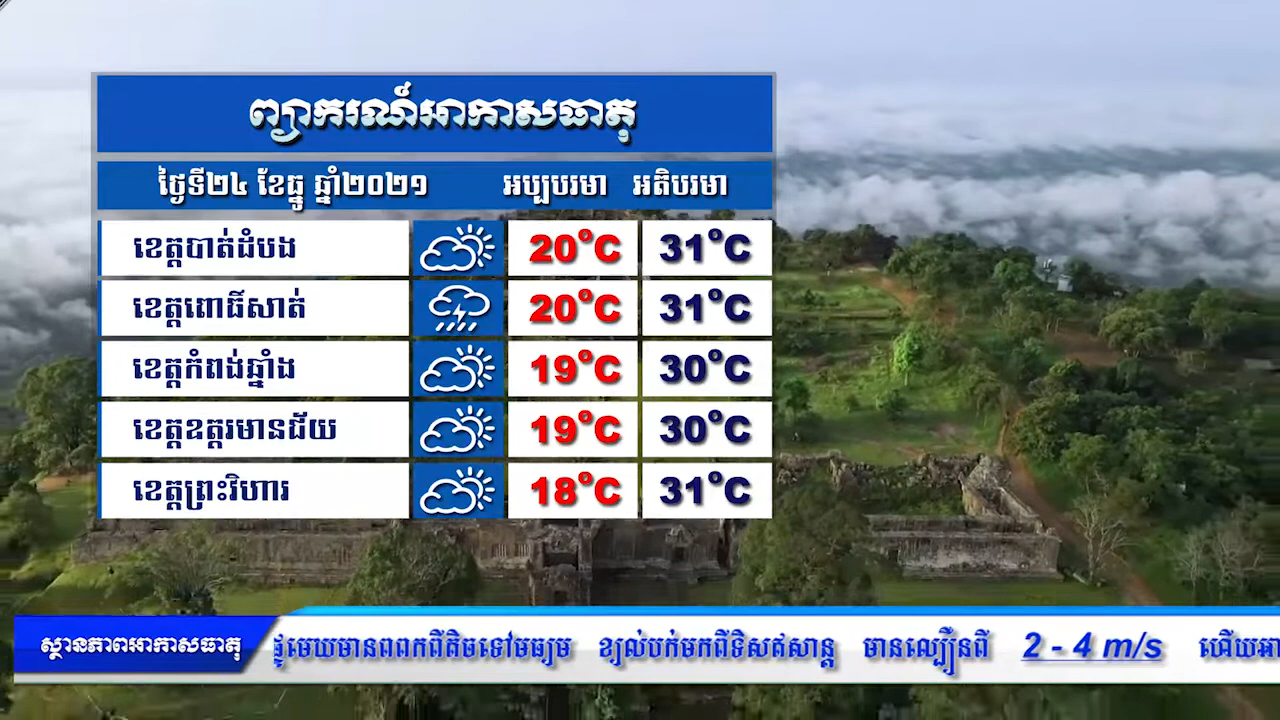 ព្យាករណ៍អាកាសធាតុ
ថ្ងៃទី២៤ ខែធ្នូ ឆ្នាំ២០២១ អប្បបរមា អតិបរមា
ខេត្តបាត់ដំបង 20°C 31°C
ខេត្តពោធិ៍សាត់ 20°C 31°C
ខេត្តកំពង់ឆ្នាំង 19°C 30°C
ខេត្តឧត្តរមានជ័យ 19°C 30°C
ខេត្តព្រះវិហារ 18°C 31°C
ស្ថានភាពអាកាសធាតុ មានពពកពីតិចទៅមធ្យម ខ្យល់បក់មកពីទិសឥសាន្ត មានល្បឿនពី 2 - 4 m/s ហើយ